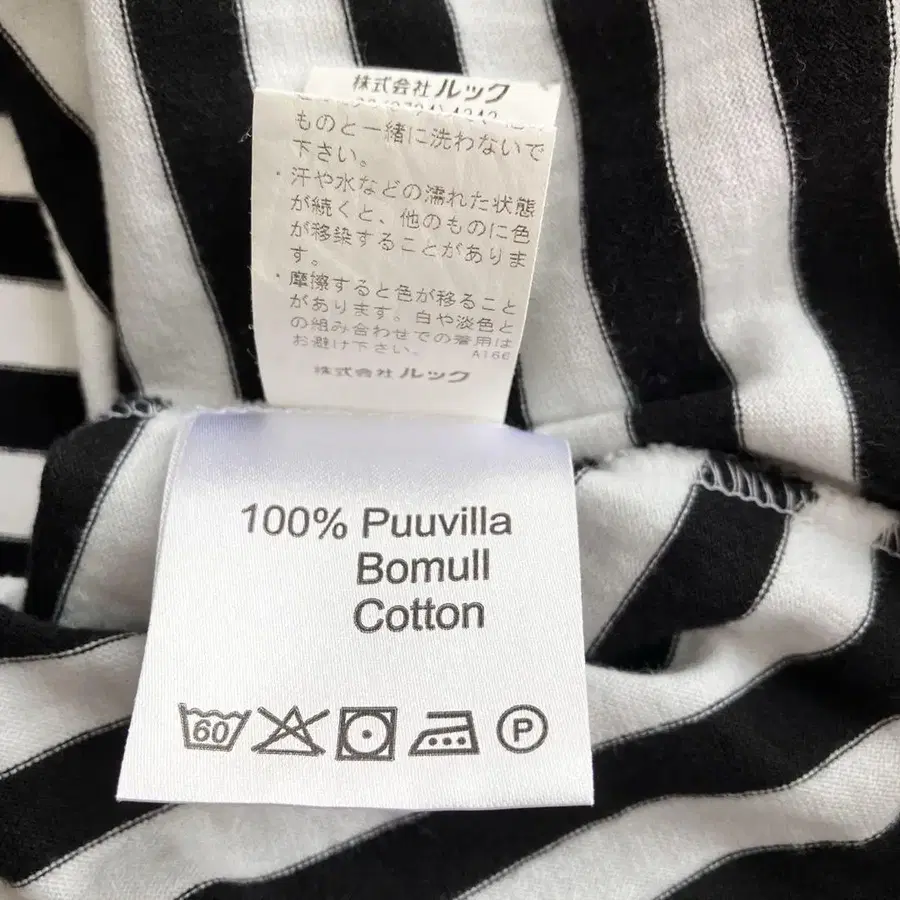 株式会社ルック
ものと一緒に洗わないで
下さい。
・汗や水などの濡れた状態
が続くと、他のものに色
が移染することがありま
す。
・摩擦すると色が移ること
があります。白や淡色と
の組み合わせでの着用は
お避け下さい。 A166
株式会社ルック
100% Puuvilla
Bomull
Cotton
60 P